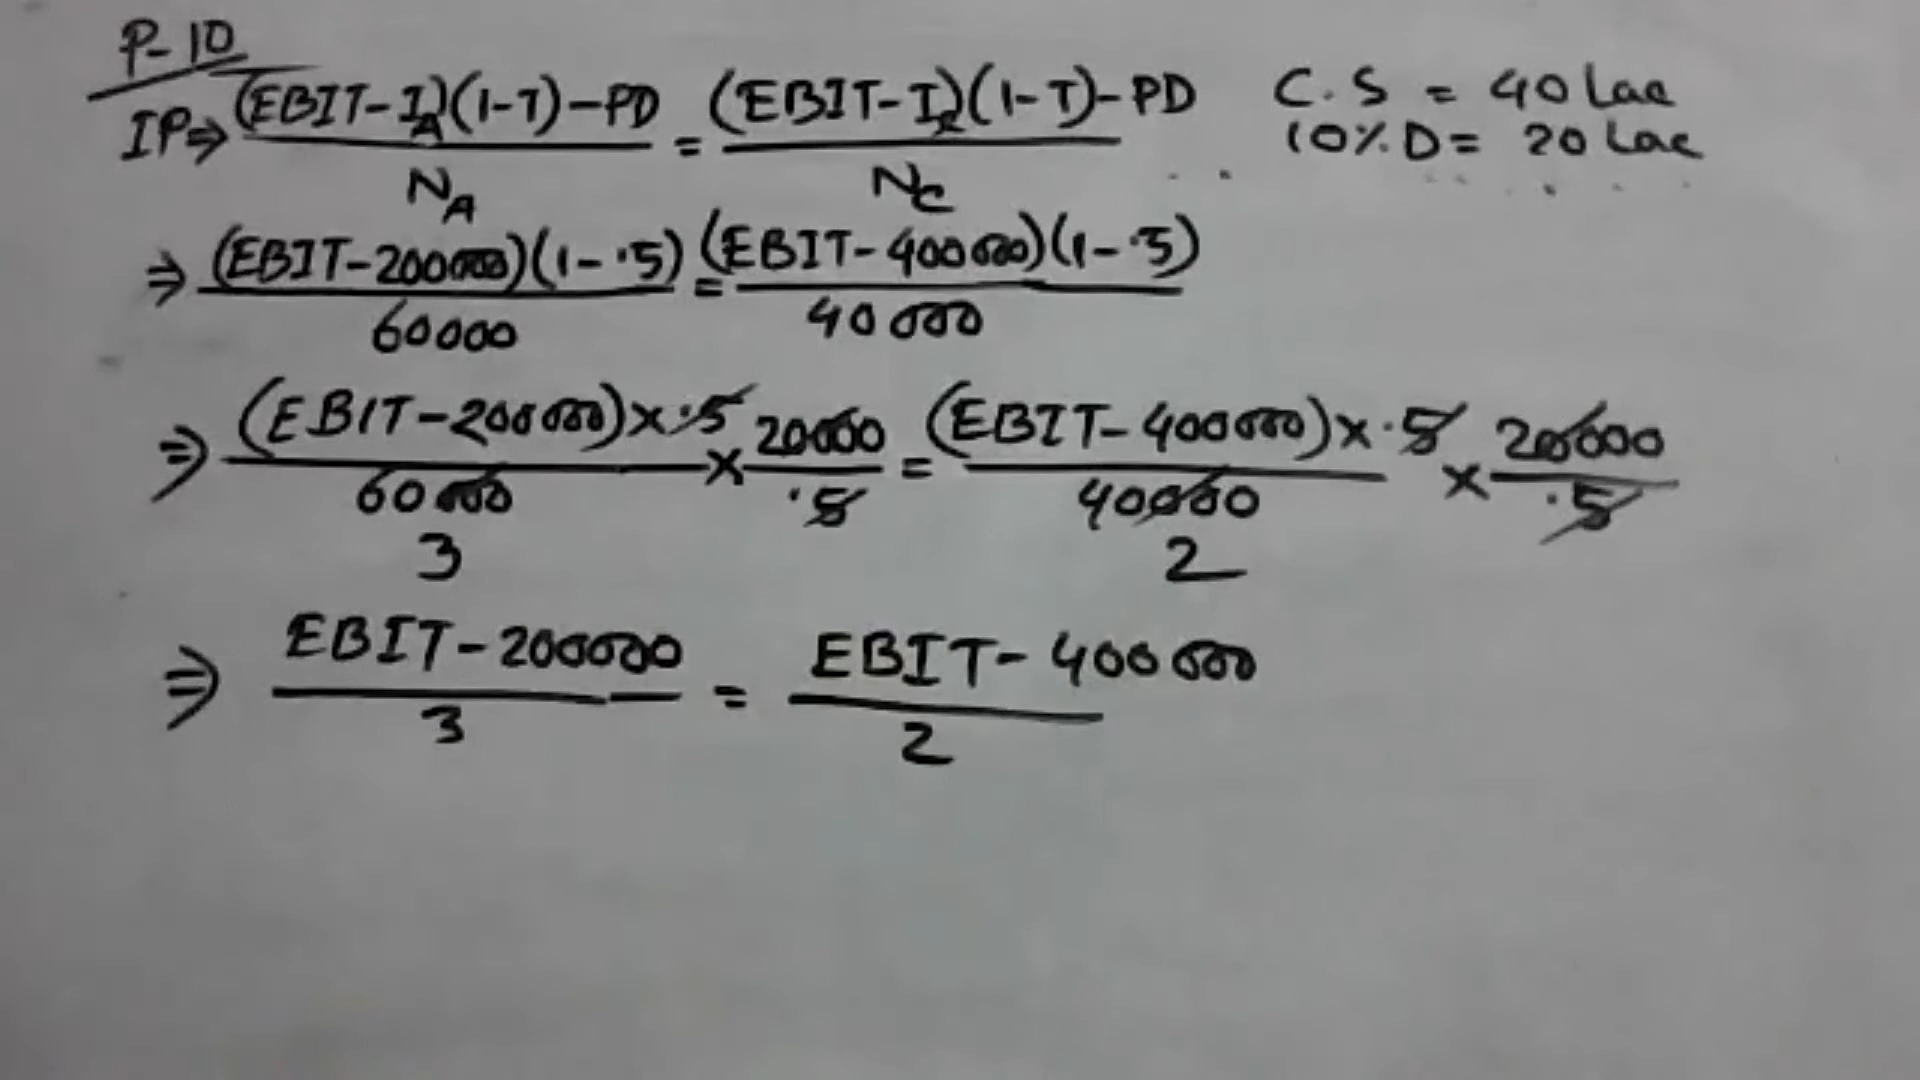 P-10
IP⇒ (EBIT-I_A)(1-T)-PD / N_A = (EBIT-I_C)(1-T)-PD / N_C
C.S = 40 Lac
10% D = 20 Lac
⇒ (EBIT-200000)(1-.5) / 60000 = (EBIT-400000)(1-.5) / 40000
⇒ (EBIT-200000)x.5 / 60000 x 20000 / .5 = (EBIT-400000)x.5 / 40000 x 20000 / .5
3 2
⇒ EBIT-200000 / 3 = EBIT-400000 / 2